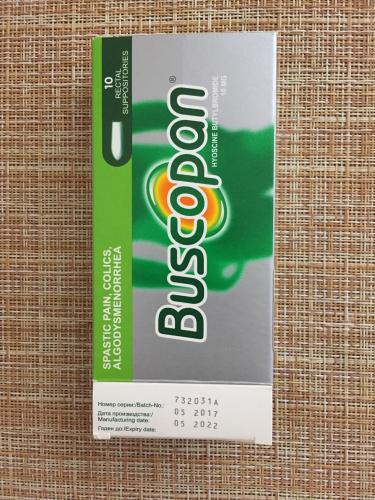 10
RECTAL
SUPPOSITORIES
Buscopan®
HYOSCINE BUTYLBROMIDE
10 MG
SPASTIC PAIN, COLICS,
ALGODYSMENORRHEA
Номер серии:/Batch-No.: 732031A
Дата производства:/
Manufacturing date: 05 2017
Годен до:/Expiry date: 05 2022